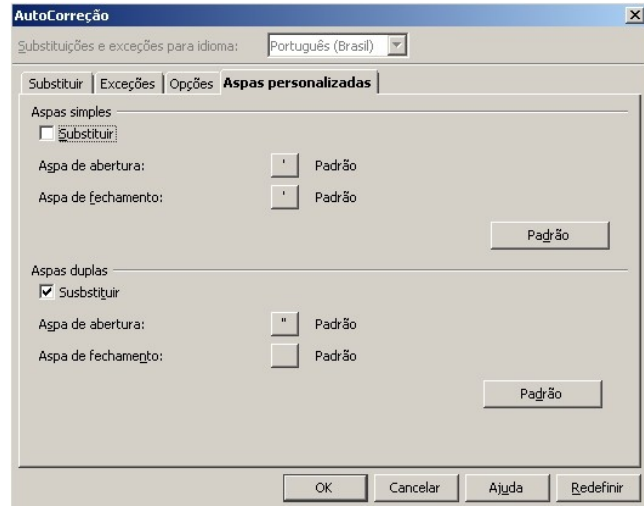 AutoCorreção
Substituições e exceções para idioma: Português (Brasil)
Substituir Exceções Opções Aspas personalizadas
Aspas simples
Substituir
Aspa de abertura: ' Padrão
Aspa de fechamento: ' Padrão
Padrão
Aspas duplas
Susbstituir
Aspa de abertura: " Padrão
Aspa de fechamento: Padrão
Padrão
OK Cancelar Ajuda Redefinir